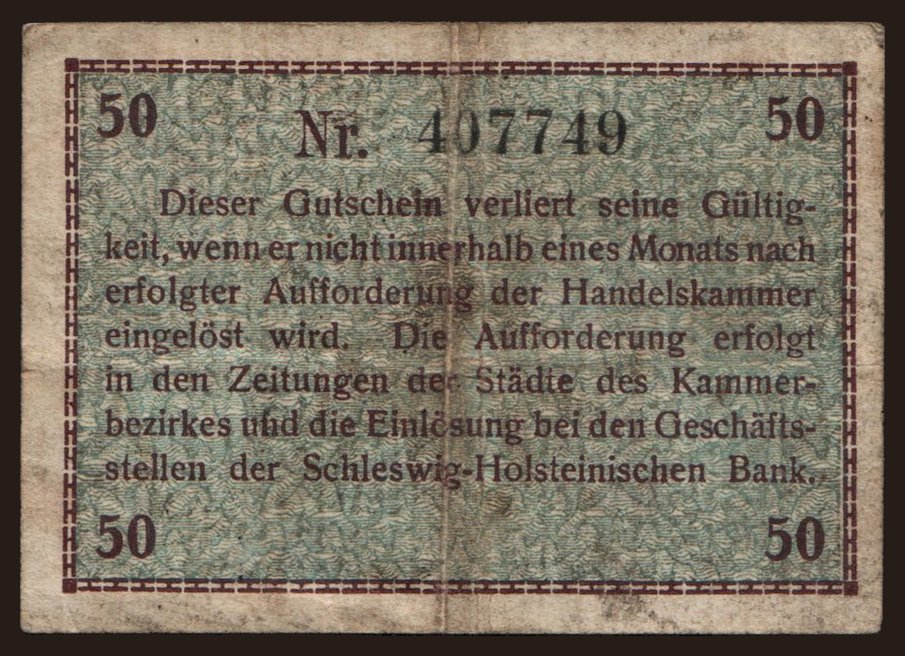 50 Nr. 407749 50
Dieser Gutschein verliert seine Gültig-
keit, wenn er nicht innerhalb eines Monats nach
erfolgter Aufforderung der Handelskammer
eingelöst wird. Die Aufforderung erfolgt
in den Zeitungen der Städte des Kammer-
bezirkes und die Einlösung bei den Geschäfts-
stellen der Schleswig-Holsteinischen Bank.
50 50